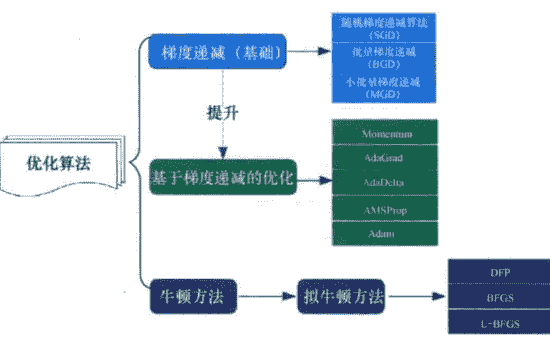 梯度递减（基础）
随机梯度递减算法
(SGD)
批量梯度递减
(BGD)
小批量梯度递减
(MGD)
提升
优化算法
基于梯度递减的优化
Momentum
AdaGrad
AdaDelta
AMSProp
Adam
牛顿方法
拟牛顿方法
DFP
BFGS
L-BFGS